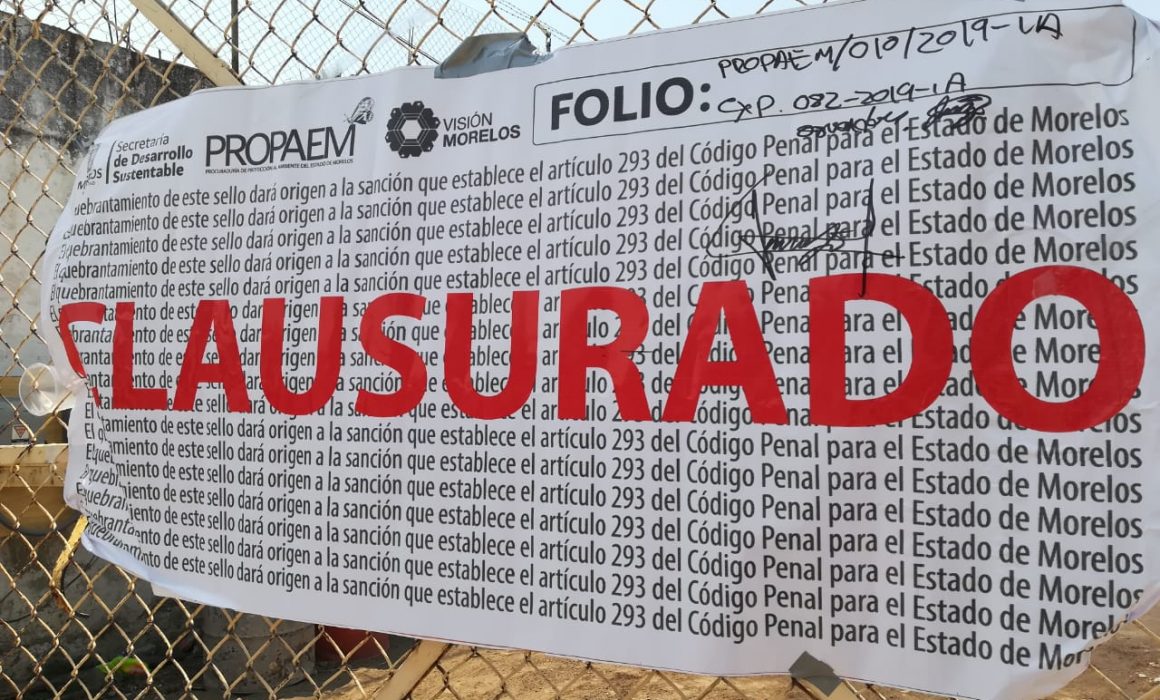 Secretaría
de Desarrollo
Sustentable
PROPAEM
PROCURADURÍA DE PROTECCIÓN AL AMBIENTE DEL ESTADO DE MORELOS
VISIÓN
MORELOS
FOLIO:
PROPAEM/010/2019-LA
EXP. 082-2019-LA
quebrantamiento de este sello dará origen a la sanción que establece el artículo 293 del Código Penal para el Estado de Morelos
quebrantamiento de este sello dará origen a la sanción que establece el artículo 293 del Código Penal para el Estado de Morelos
El quebrantamiento de este sello dará origen a la sanción que establece el artículo 293 del Código Penal para el Estado de Morelos
quebrantamiento de este sello dará origen a la sanción que establece el artículo 293 del Código Penal para el Estado de Morelos
CLAUSURADO
El de este sello dará origen a la sanción que establece el artículo 293 del Código Penal para el Estado de Morelos
El de este sello dará origen a la sanción que establece el artículo 293 del Código Penal para el Estado de Morelos
de este sello dará origen a la sanción que establece el artículo 293 del Código Penal para el Estado de Morelos
de este sello dará origen a la sanción que establece el artículo 293 del Código Penal para el Estado de Morelos
de este sello dará origen a la sanción que establece el artículo 293 del Código Penal para el Estado de Morelos
de este sello dará origen a la sanción que establece el artículo 293 del Código Penal para el Estado de Morelos
de este sello dará origen a la sanción que establece el artículo 293 del Código Penal para el Estado de Morelos